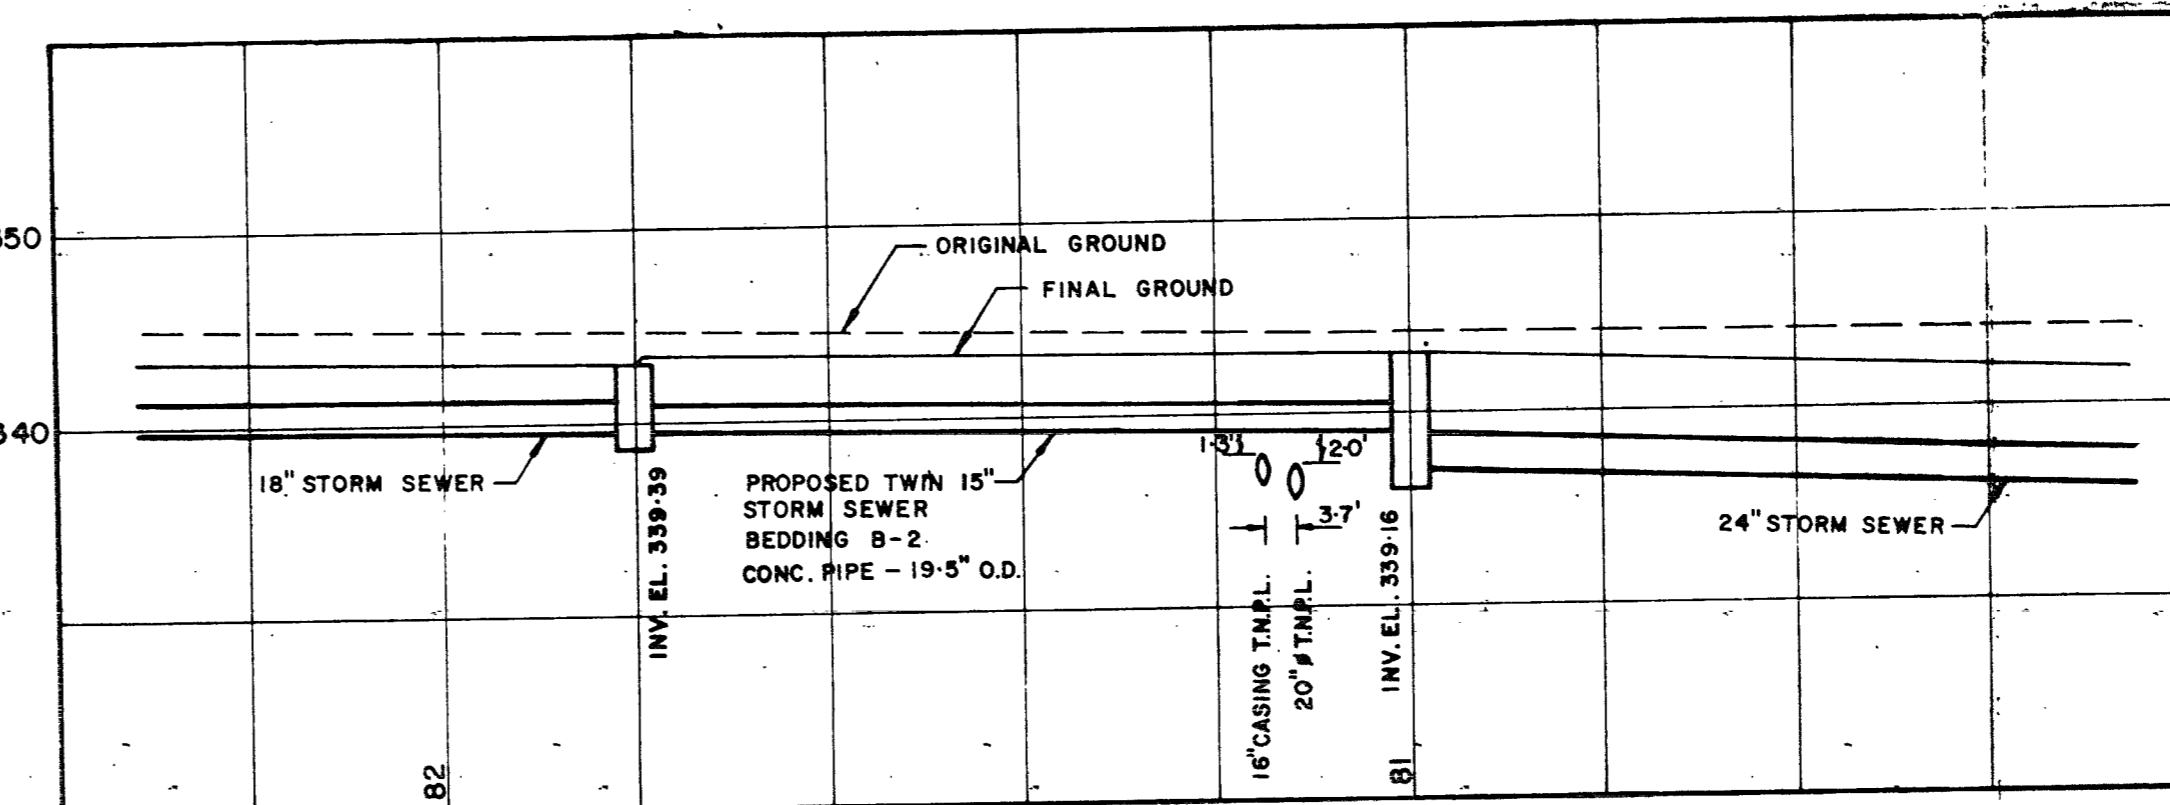 50
ORIGINAL GROUND
FINAL GROUND
340
1·3'
2·0'
18" STORM SEWER
PROPOSED TWIN 15"
STORM SEWER
BEDDING B-2
CONC. PIPE - 19·5" O.D.
3·7'
24" STORM SEWER
INV. EL. 339·39
16" CASING T.N.P.L.
20" ø T.N.P.L.
INV. EL. 339·16
82
81